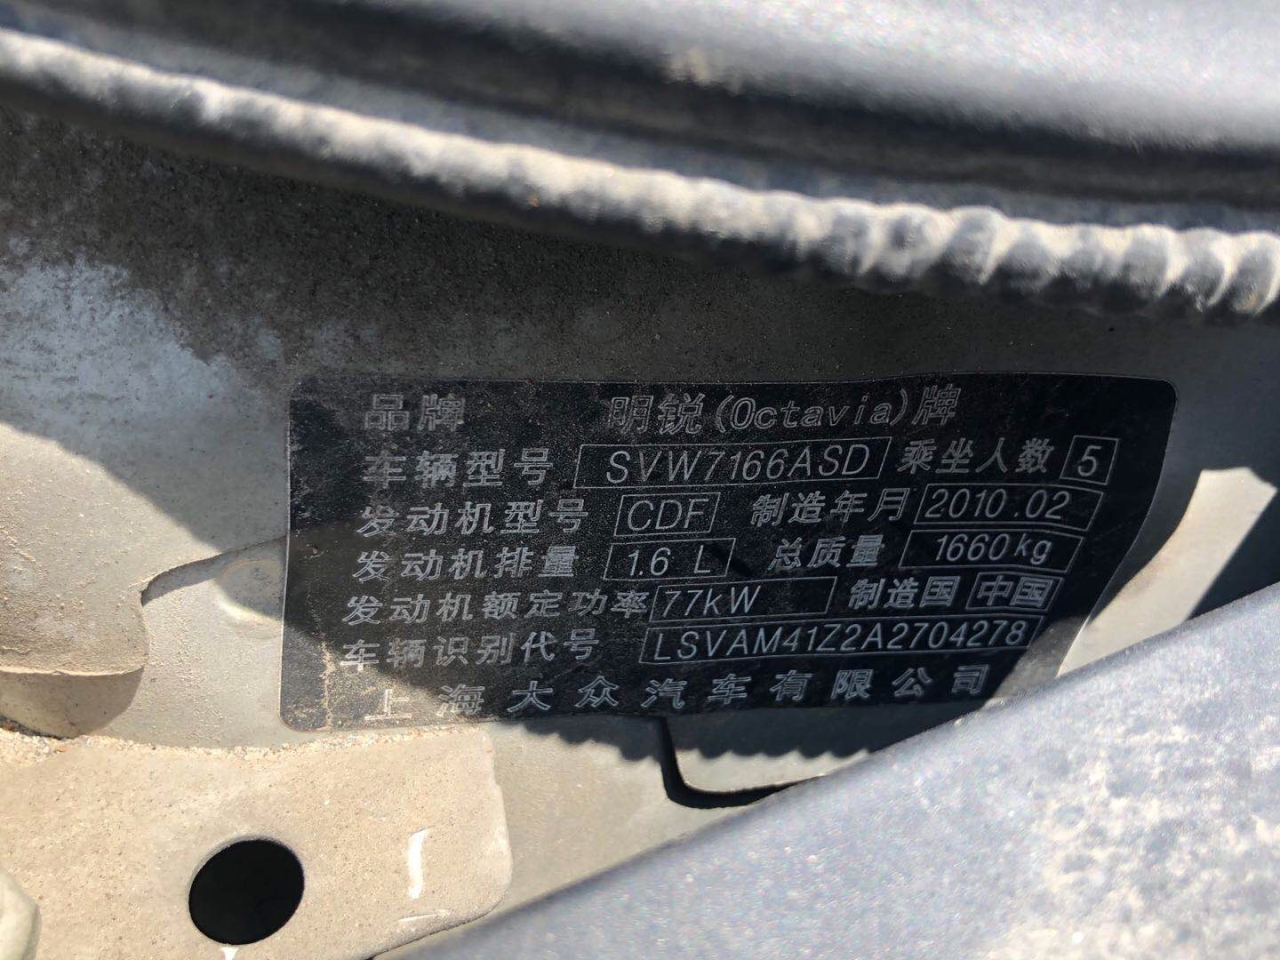 品牌 明锐(Octavia)牌
车辆型号 SVW7166ASD 乘坐人数 5
发动机型号 CDF 制造年月 2010.02
发动机排量 1.6 L 总质量 1660kg
发动机额定功率 77kW 制造国 中国
车辆识别代号 LSVAM41Z2A2704278
上海大众汽车有限公司